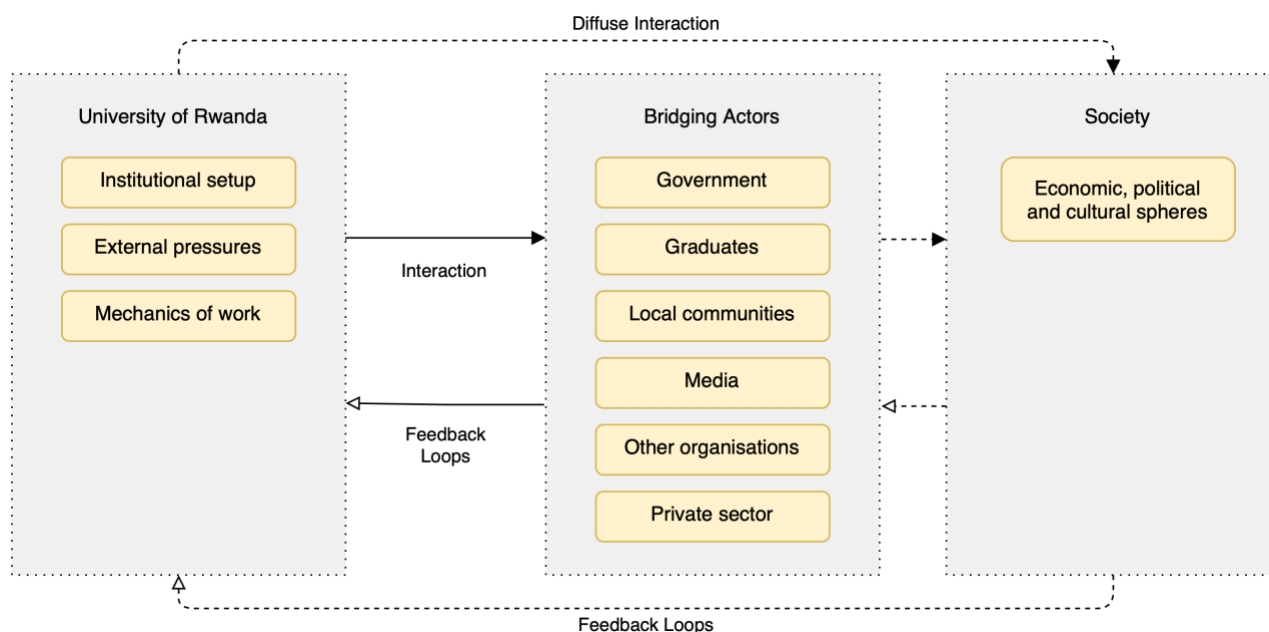 Diffuse Interaction
University of Rwanda
Institutional setup
External pressures
Mechanics of work
Interaction
Feedback
Loops
Bridging Actors
Government
Graduates
Local communities
Media
Other organisations
Private sector
Society
Economic, political
and cultural spheres
Feedback Loops